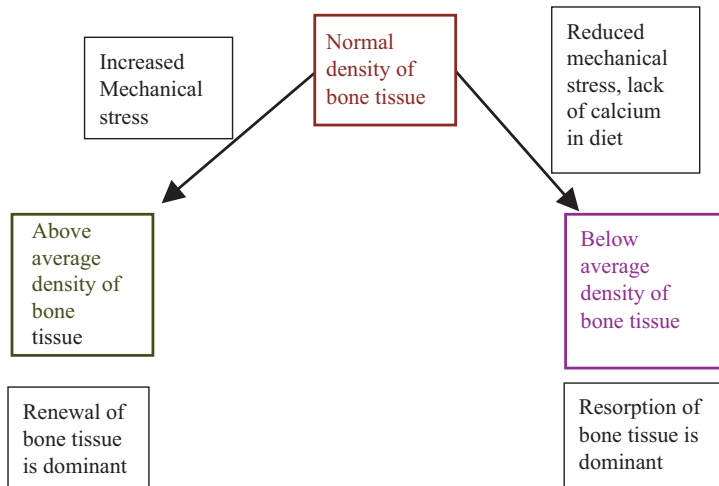 Normal
density of
bone tissue
Increased
Mechanical
stress
Reduced
mechanical
stress, lack
of calcium
in diet
Above
average
density of
bone
tissue
Below
average
density of
bone tissue
Renewal of
bone tissue
is dominant
Resorption of
bone tissue is
dominant